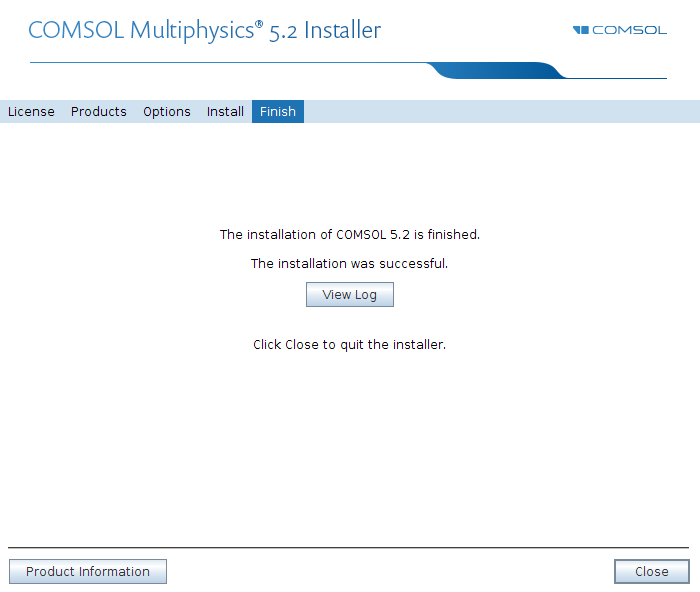 COMSOL Multiphysics® 5.2 Installer
COMSOL
License Products Options Install Finish
The installation of COMSOL 5.2 is finished.
The installation was successful.
View Log
Click Close to quit the installer.
Product Information
Close